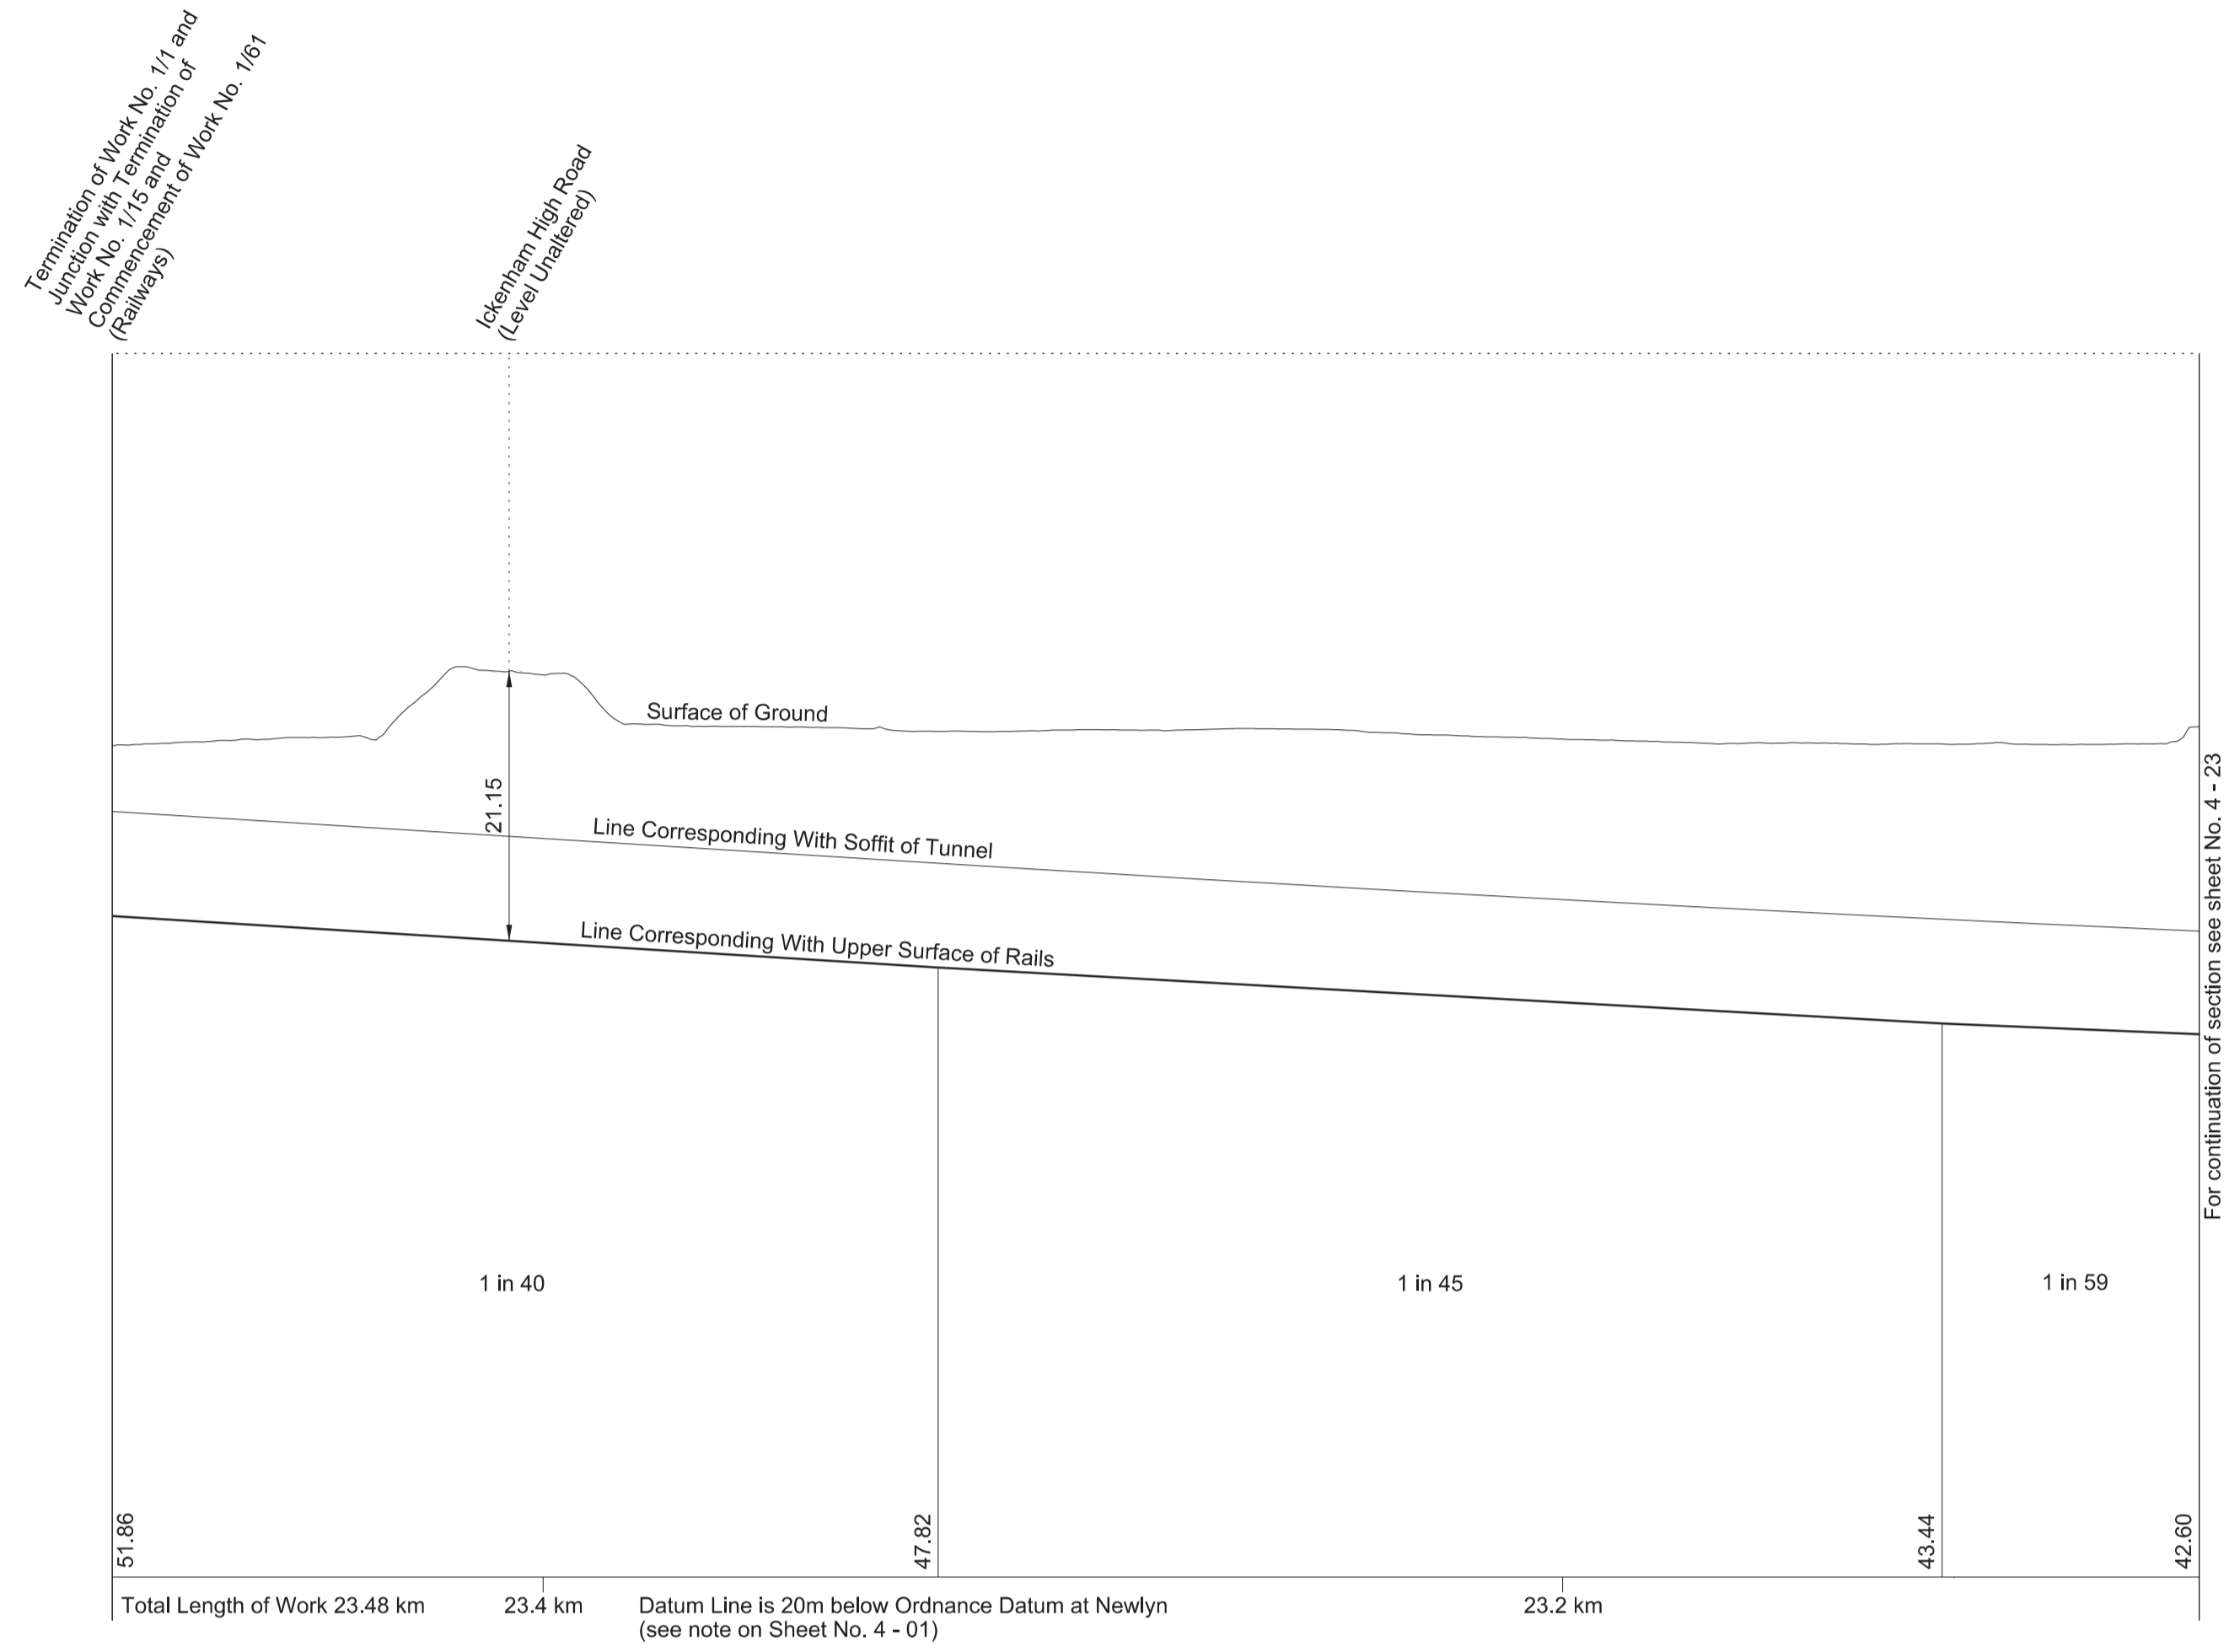 Termination of Work No. 1/1 and
Junction with Termination of
Work No. 1/15 and
Commencement of Work No. 1/61
(Railways)
Ickenham High Road
(Level Unaltered)
Surface of Ground
21.15
Line Corresponding With Soffit of Tunnel
Line Corresponding With Upper Surface of Rails
For continuation of section see sheet No. 4 - 23
1 in 40
1 in 45
1 in 59
51.86
47.82
43.44
42.60
Total Length of Work 23.48 km
23.4 km
Datum Line is 20m below Ordnance Datum at Newlyn
(see note on Sheet No. 4 - 01)
23.2 km